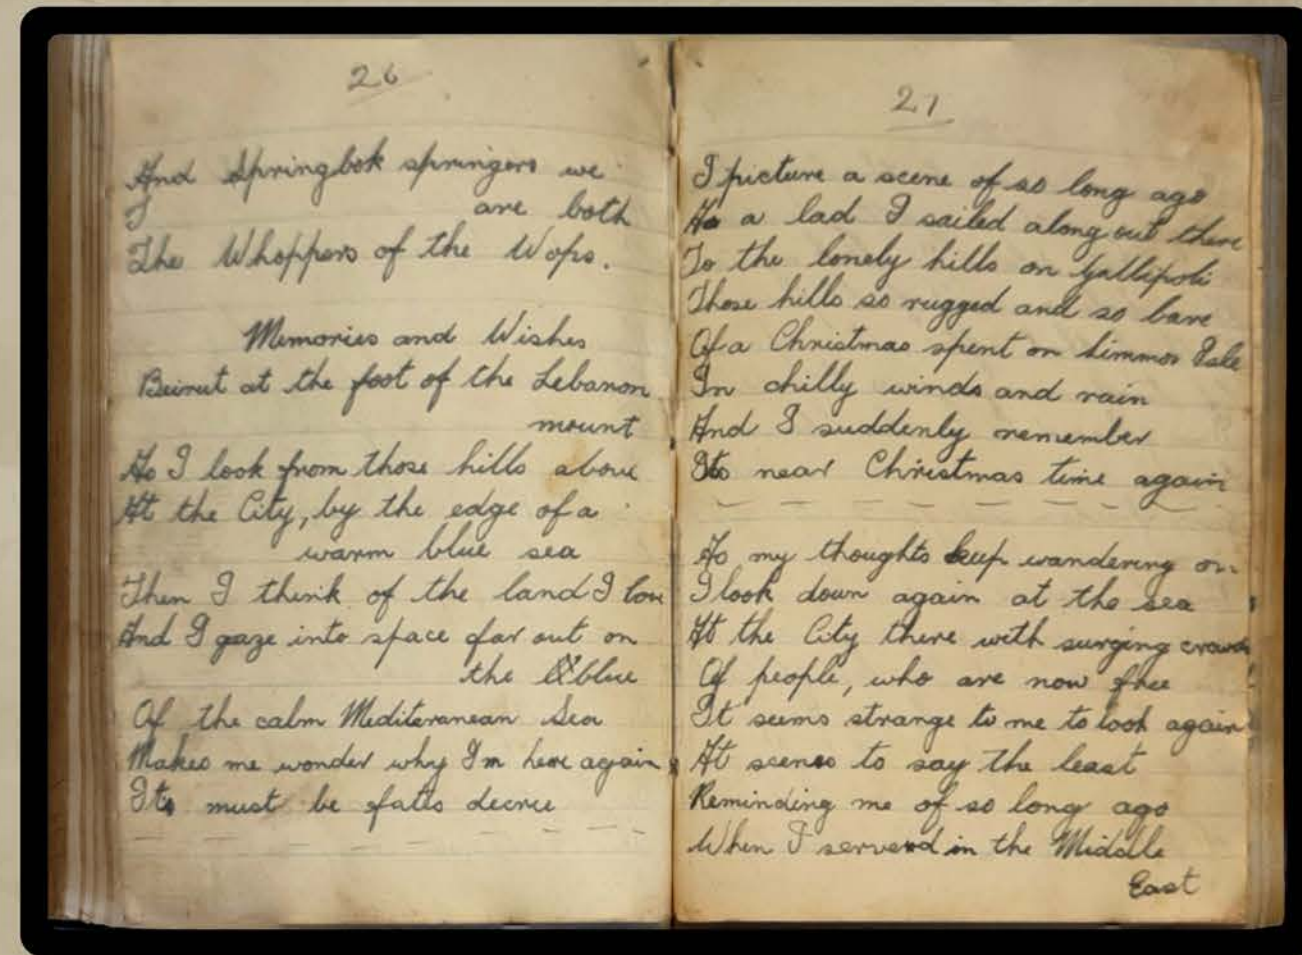 26
And Springbok springers we
are both
The Whoppers of the Wops.
Memories and Wishes
Beirut at the foot of the Lebanon
mount
As I look from those hills above
At the City, by the edge of a
warm blue sea
Then I think of the land I love
And I gaze into space far out on
the blue
Of the calm Mediteranean Sea
Makes me wonder why I'm here again
Its must be fates decree
27
I picture a scene of so long ago
As a lad I sailed along out there
To the lonely hills on Gallipoli
Those hills so rugged and so bare
Of a Christmas spent on Limmos Isle
In chilly winds and rain
And I suddenly remember
Its near Christmas time again
As my thoughts keep wandering on
I look down again at the sea
At the City there with surging crowds
Of people, who are now free
It seems strange to me to look again
At scenes to say the least
Reminding me of so long ago
When I served in the Middle
East